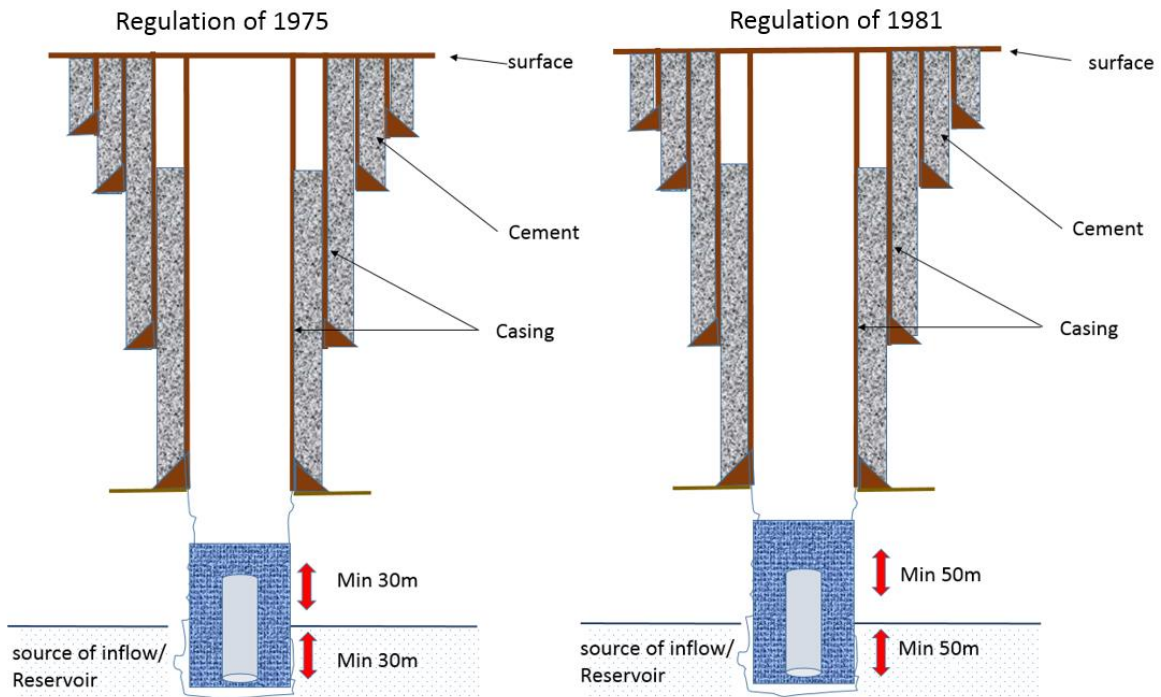 Regulation of 1975
surface
Cement
Casing
Min 30m
source of inflow/
Reservoir
Min 30m
Regulation of 1981
surface
Cement
Casing
Min 50m
source of inflow/
Reservoir
Min 50m